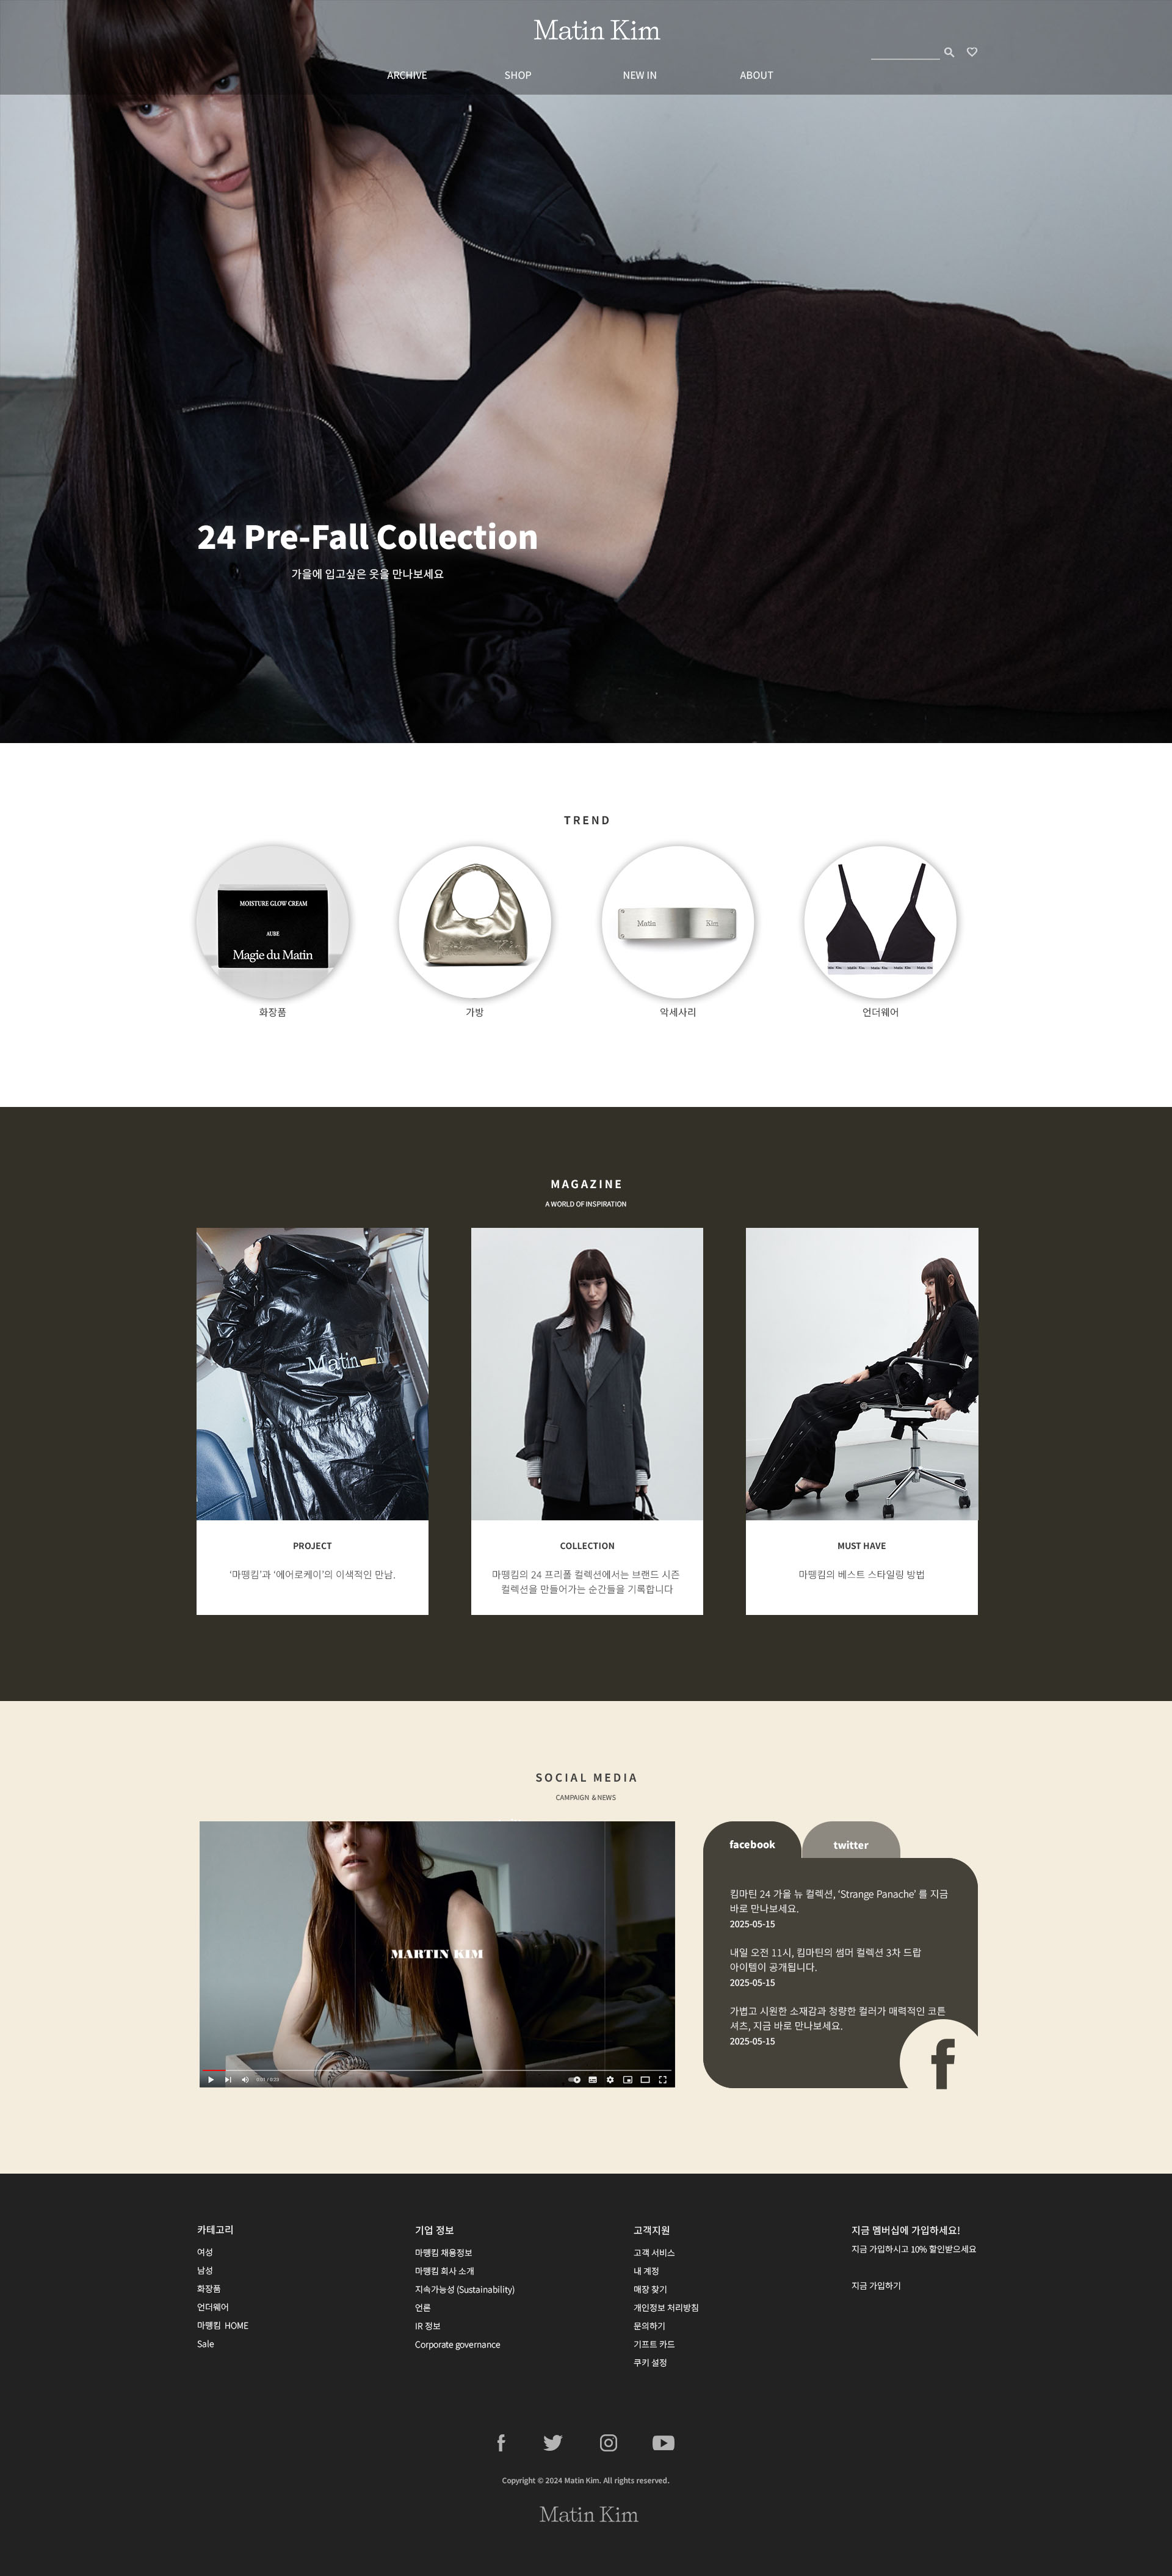 Matin Kim
ARCHIVE
SHOP
NEW IN
ABOUT
24 Pre-Fall Collection
가을에 입고싶은 옷을 만나보세요
TREND
MOISTURE GLOW CREAM
AUBE
Magie du Matin
Matin Kim
화장품
가방
악세사리
언더웨어
MAGAZINE
A WORLD OF INSPIRATION
Matin K
PROJECT
‘마뗑킴’과 ‘에어로케이’의 이색적인 만남.
COLLECTION
마뗑킴의 24 프리폴 컬렉션에서는 브랜드 시즌
컬렉션을 만들어가는 순간들을 기록합니다
MUST HAVE
마뗑킴의 베스트 스타일링 방법
SOCIAL MEDIA
CAMPAIGN & NEWS
MARTIN KIM
0:01 / 0:20
facebook
twitter
킴마틴 24 가을 뉴 컬렉션, ‘Strange Panache’ 를 지금
바로 만나보세요.
2025-05-15
내일 오전 11시, 킴마틴의 썸머 컬렉션 3차 드랍
아이템이 공개됩니다.
2025-05-15
가볍고 시원한 소재감과 청량한 컬러가 매력적인 코튼
셔츠, 지금 바로 만나보세요.
2025-05-15
카테고리
여성
남성
화장품
언더웨어
마뗑킴 HOME
Sale
기업 정보
마뗑킴 채용정보
마뗑킴 회사 소개
지속가능성 (Sustainability)
언론
IR 정보
Corporate governance
고객지원
고객 서비스
내 계정
매장 찾기
개인정보 처리방침
문의하기
기프트 카드
쿠키 설정
지금 멤버십에 가입하세요!
지금 가입하시고 10% 할인받으세요
지금 가입하기
Copyright © 2024 Matin Kim. All rights reserved.
Matin Kim